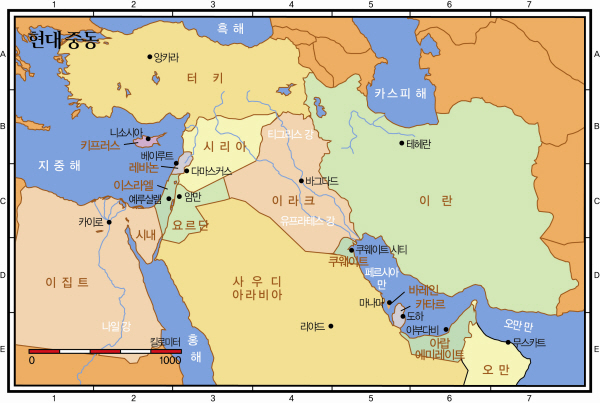 1 2 3 4 5 6 7
현대 중동
흑 해
A
앙카라
A
터 키
카스피 해
B
니소시아
키프로스
시 리 아
티그리스 강
B
테헤란
베이루트
지 중 해
레바논
다마스커스
이스라엘
바그다드
예루살렘
암만
C
이 라 크
이 란
C
카이로
요르단
유프라테스 강
시내
쿠웨이트 시티
쿠웨이트
페르시아
만
D
이 집 트
사 우 디
아라비아
바레인
D
마나마
카타르
도하
나일 강
리야드
아부다비
오만 만
킬로미터
홍
해
아랍
에미레이트
무스카트
E
0 1000
오 만
E
1 2 3 4 5 6 7